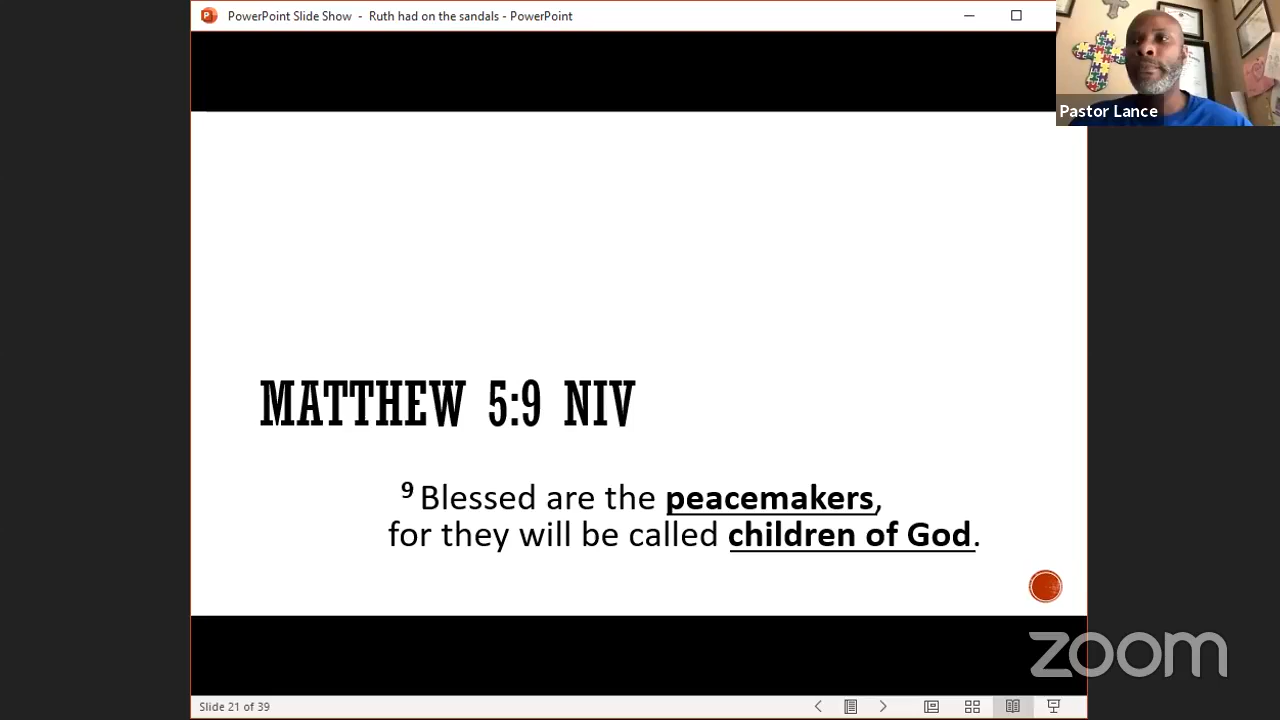 PowerPoint Slide Show - Ruth had on the sandals - PowerPoint
Pastor Lance
MATTHEW 5:9 NIV
9 Blessed are the peacemakers,
for they will be called children of God.
zoom
Slide 21 of 39